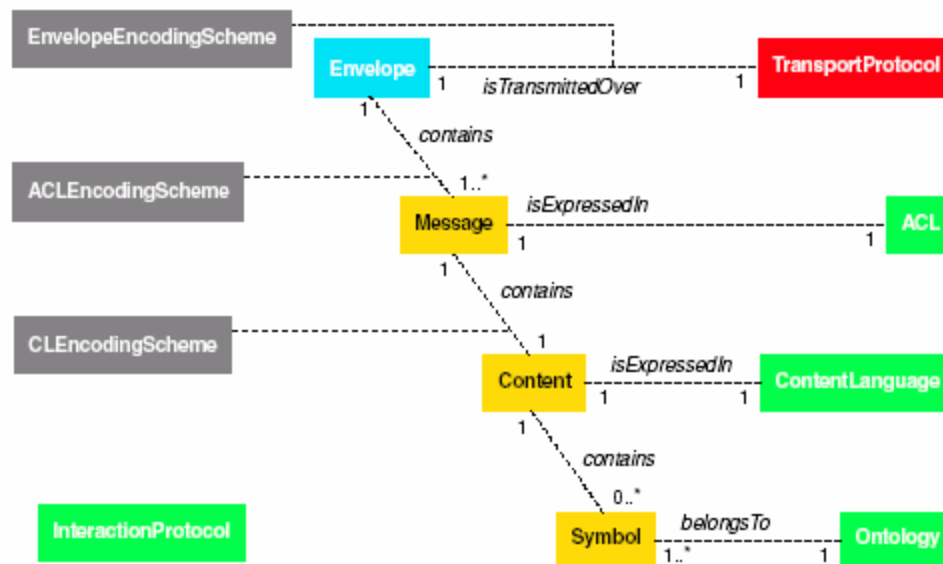 EnvelopeEncodingScheme
Envelope
1
isTransmittedOver
1
TransportProtocol
1
contains
ACLEncodingScheme
1..*
Message
isExpressedIn
1
1
ACL
1
contains
CLEncodingScheme
1
Content
isExpressedIn
1
1
ContentLanguage
1
contains
0..*
InteractionProtocol
Symbol
belongsTo
1..*
1
Ontology